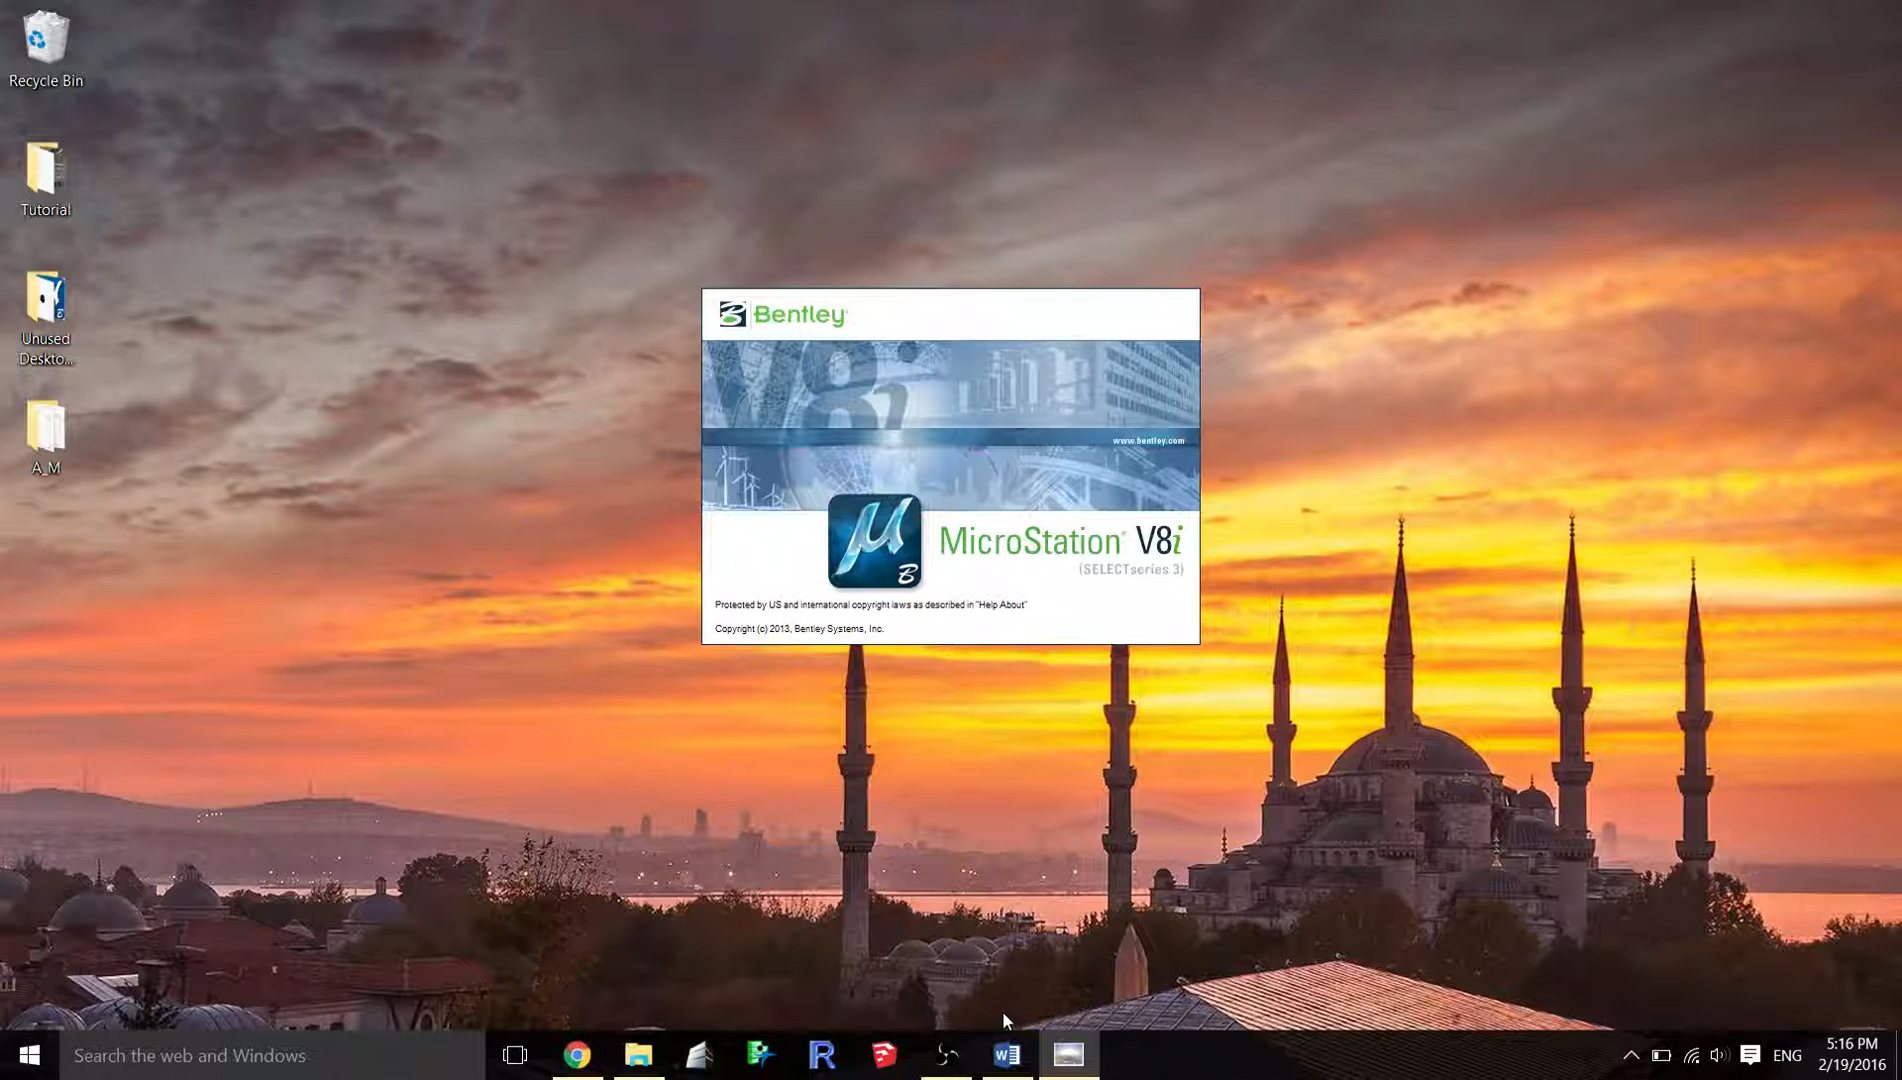 Recycle Bin
Tutorial
Unused
Deskto...
A_M
Bentley
V8i
www.bentley.com
MicroStation V8i
(SELECTseries 3)
Protected by US and international copyright laws as described in "Help About"
Copyright (c) 2013, Bentley Systems, Inc.
Search the web and Windows
ENG
5:16 PM
2/19/2016